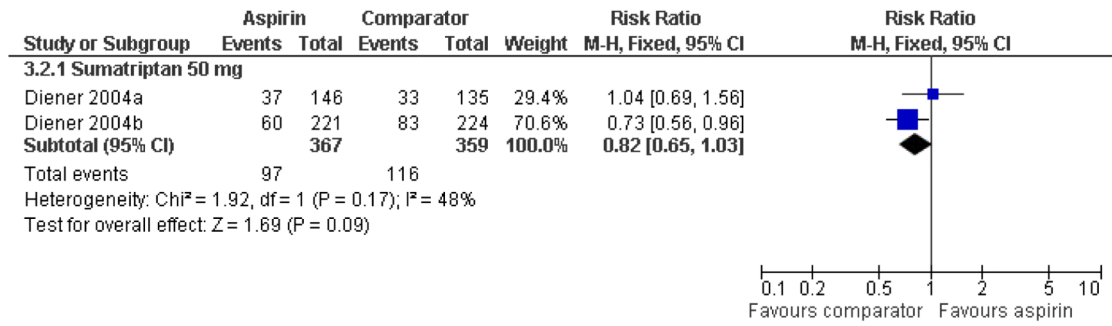 Aspirin Comparator Risk Ratio Risk Ratio
Study or Subgroup Events Total Events Total Weight M-H, Fixed, 95% CI M-H, Fixed, 95% CI
3.2.1 Sumatriptan 50 mg
Diener 2004a 37 146 33 135 29.4% 1.04 [0.69, 1.56]
Diener 2004b 60 221 83 224 70.6% 0.73 [0.56, 0.96]
Subtotal (95% CI) 367 359 100.0% 0.82 [0.65, 1.03]
Total events 97 116
Heterogeneity: Chi² = 1.92, df = 1 (P = 0.17); I² = 48%
Test for overall effect: Z = 1.69 (P = 0.09)
0.1 0.2 0.5 1 2 5 10
Favours comparator Favours aspirin